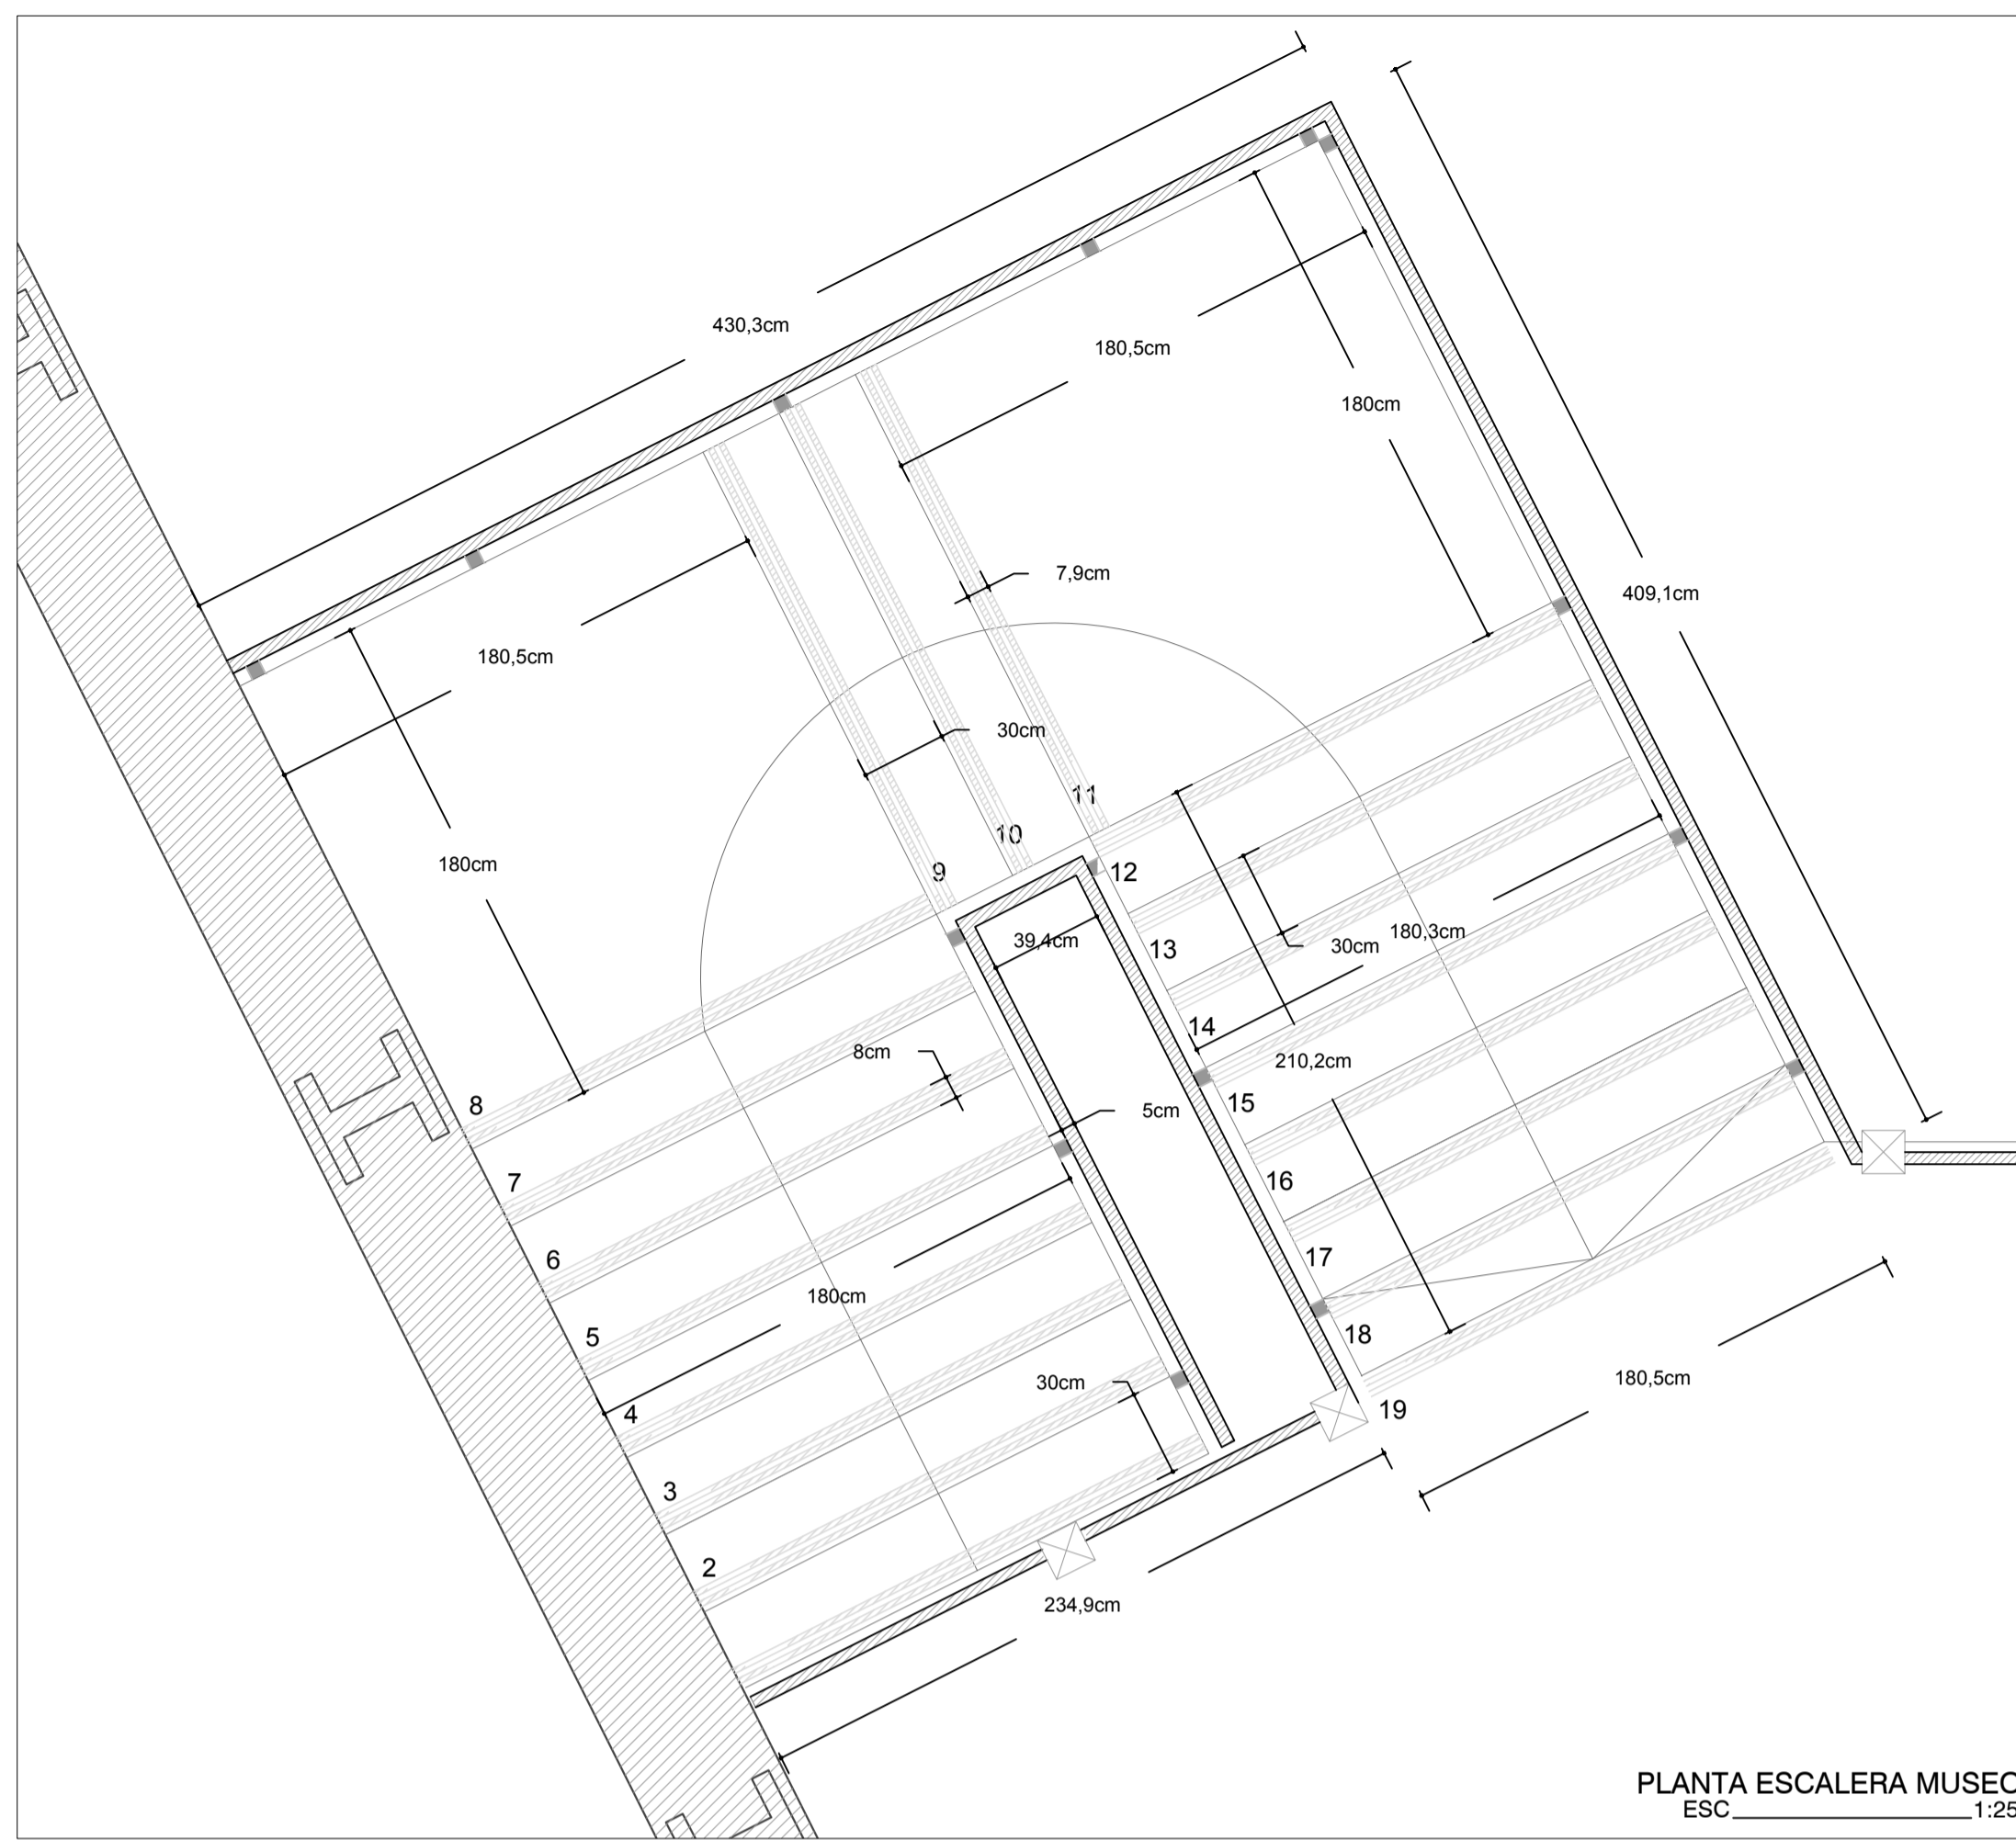 430,3cm
180,5cm
180cm
7,9cm
409,1cm
180,5cm
30cm
11
10
180cm
9
12
39,4cm
180,3cm
13
30cm
14
8cm
210,2cm
8
15
5cm
7
16
6
17
180cm
5
18
180,5cm
30cm
4
19
3
2
234,9cm
PLANTA ESCALERA MUSEO
ESC 1:25